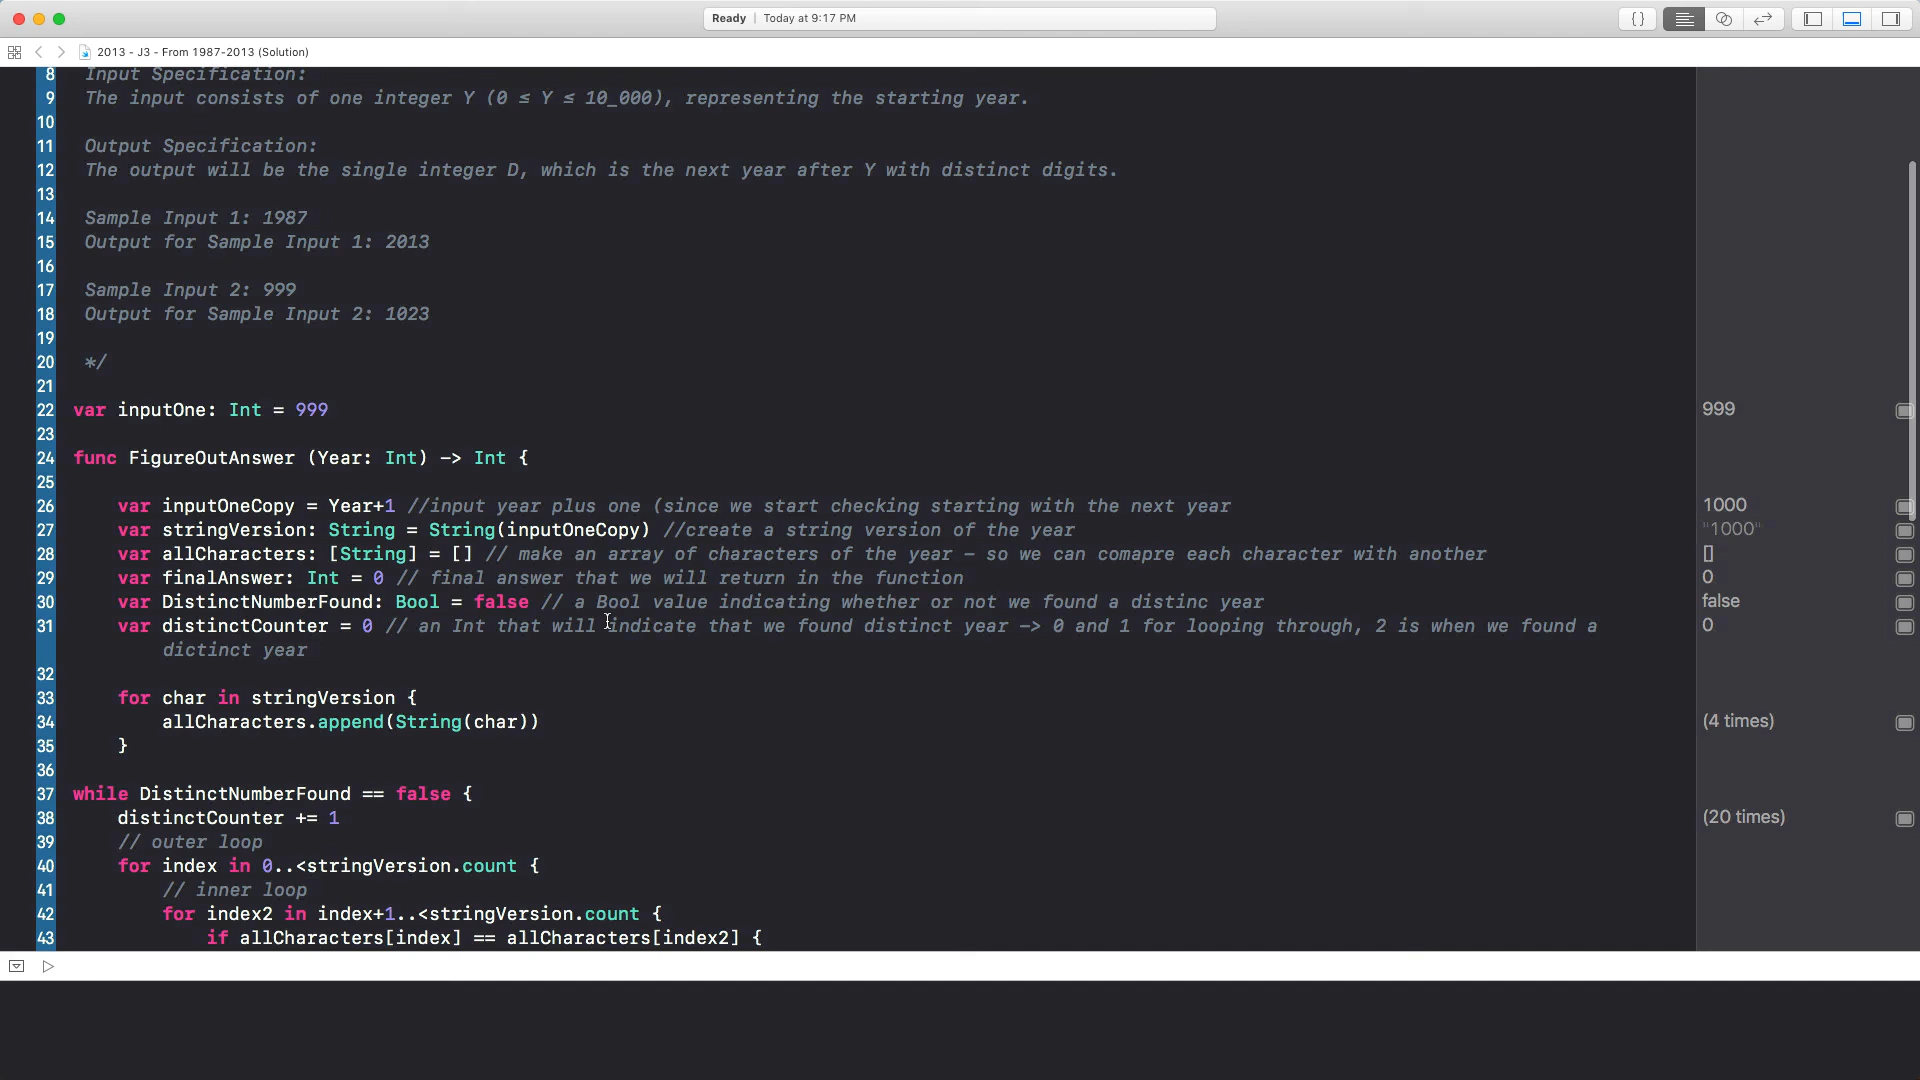 Ready | Today at 9:17 PM
{ }
2013 - J3 - From 1987-2013 (Solution)
8 Input Specification:
9 The input consists of one integer Y (0 ≤ Y ≤ 10_000), representing the starting year.
10
11 Output Specification:
12 The output will be the single integer D, which is the next year after Y with distinct digits.
13
14 Sample Input 1: 1987
15 Output for Sample Input 1: 2013
16
17 Sample Input 2: 999
18 Output for Sample Input 2: 1023
19
20 */
21
22 var inputOne: Int = 999 999
23
24 func FigureOutAnswer (Year: Int) -> Int {
25
26 var inputOneCopy = Year+1 //input year plus one (since we start checking starting with the next year 1000
27 var stringVersion: String = String(inputOneCopy) //create a string version of the year "1000"
28 var allCharacters: [String] = [] // make an array of characters of the year - so we can comapre each character with another []
29 var finalAnswer: Int = 0 // final answer that we will return in the function 0
30 var DistinctNumberFound: Bool = false // a Bool value indicating whether or not we found a distinc year false
31 var distinctCounter = 0 // an Int that will indicate that we found distinct year -> 0 and 1 for looping through, 2 is when we found a 0
dictinct year
32
33 for char in stringVersion {
34 allCharacters.append(String(char)) (4 times)
35 }
36
37 while DistinctNumberFound == false {
38 distinctCounter += 1 (20 times)
39 // outer loop
40 for index in 0..<stringVersion.count {
41 // inner loop
42 for index2 in index+1..<stringVersion.count {
43 if allCharacters[index] == allCharacters[index2] {